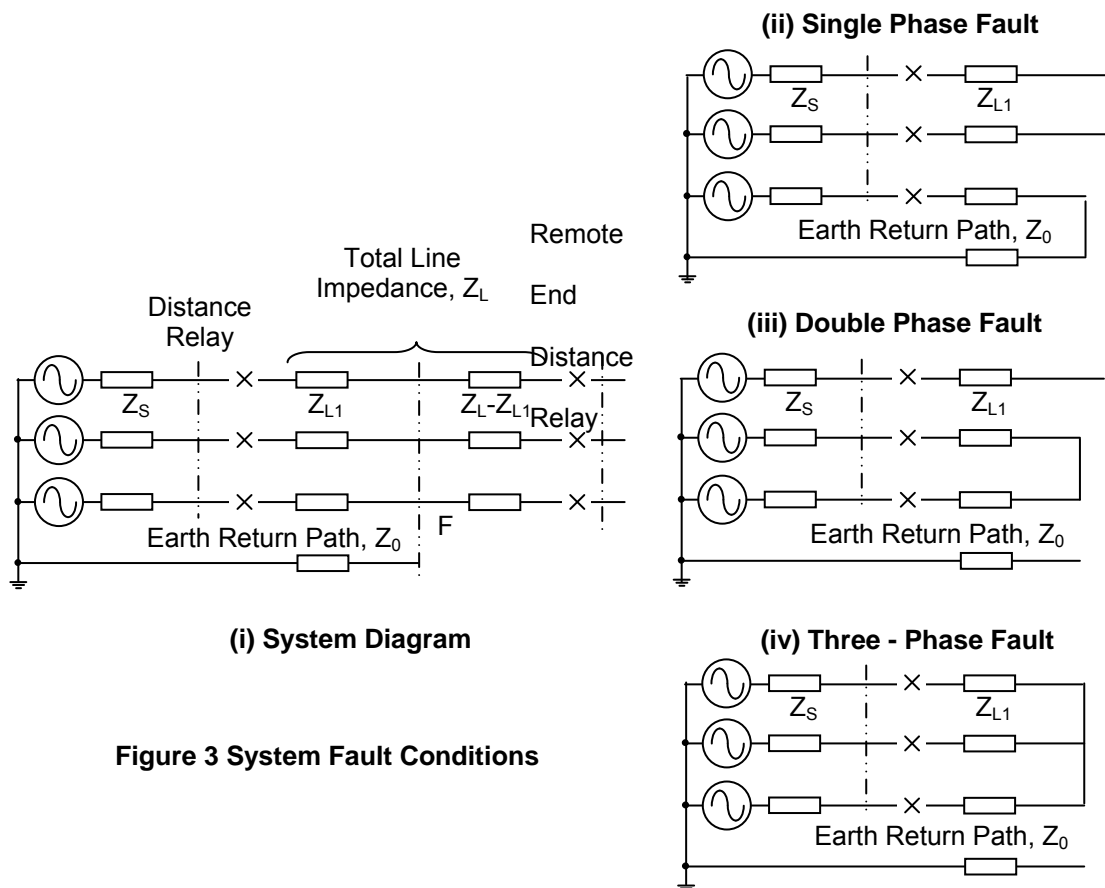 (ii) Single Phase Fault
Z_S
Z_L1
Earth Return Path, Z_0
Total Line
Impedance, Z_L
Remote
End
Distance
Relay
Distance
Relay
Z_S
Z_L1
Z_L-Z_L1
Earth Return Path, Z_0
F
(i) System Diagram
(iii) Double Phase Fault
Z_S
Z_L1
Earth Return Path, Z_0
(iv) Three - Phase Fault
Z_S
Z_L1
Earth Return Path, Z_0
Figure 3 System Fault Conditions